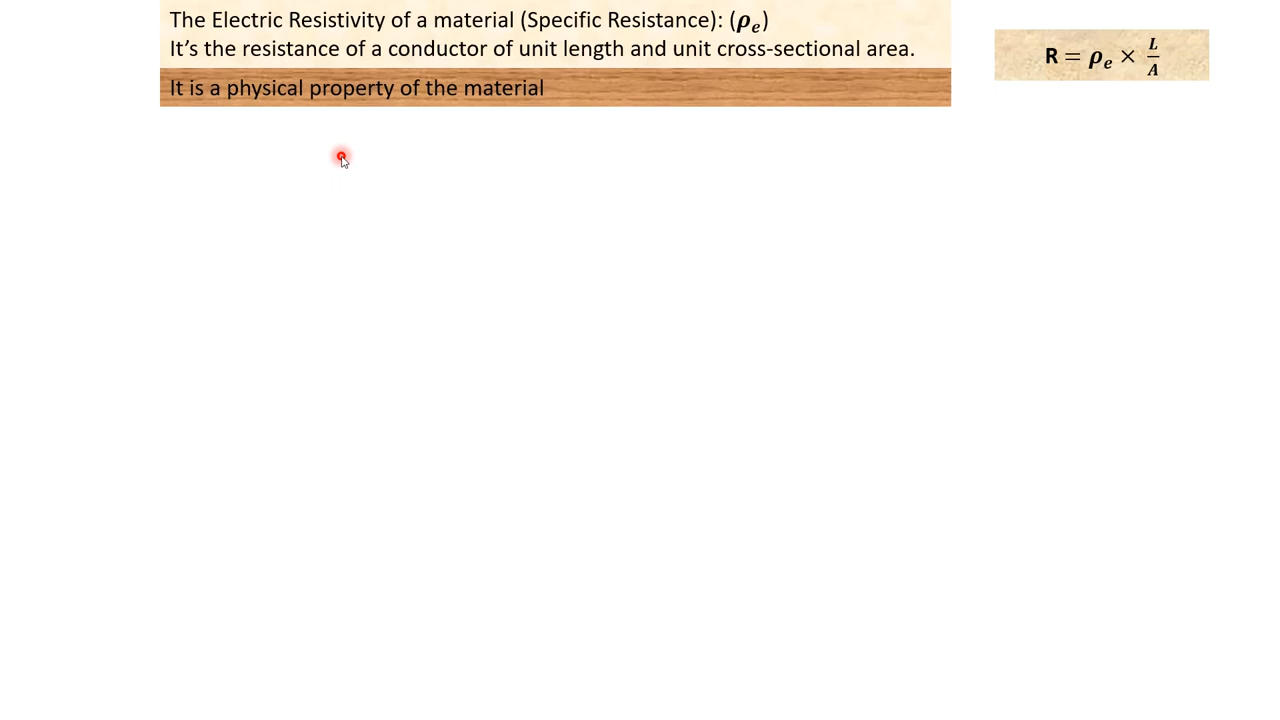 The Electric Resistivity of a material (Specific Resistance): (ρₑ)
It’s the resistance of a conductor of unit length and unit cross-sectional area.
It is a physical property of the material
R = ρₑ × L/A